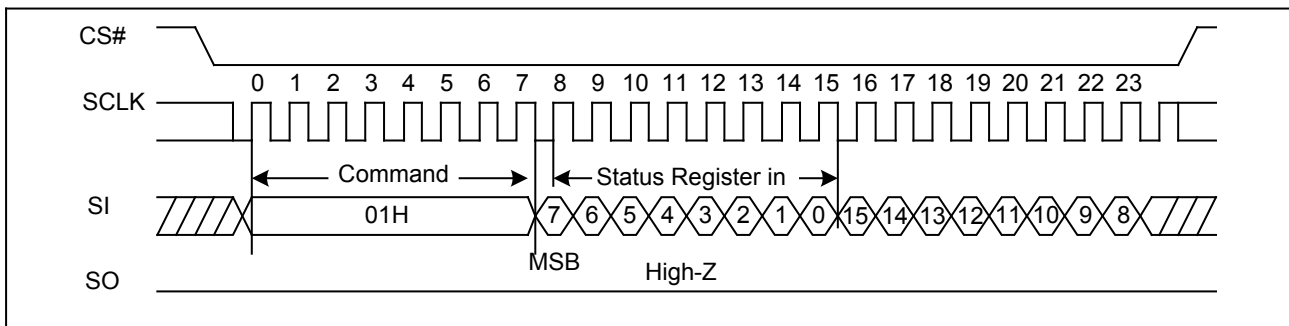 CS#
0 1 2 3 4 5 6 7 8 9 10 11 12 13 14 15 16 17 18 19 20 21 22 23
SCLK
Command Status Register in
SI 01H 7 6 5 4 3 2 1 0 15 14 13 12 11 10 9 8
MSB High-Z
SO